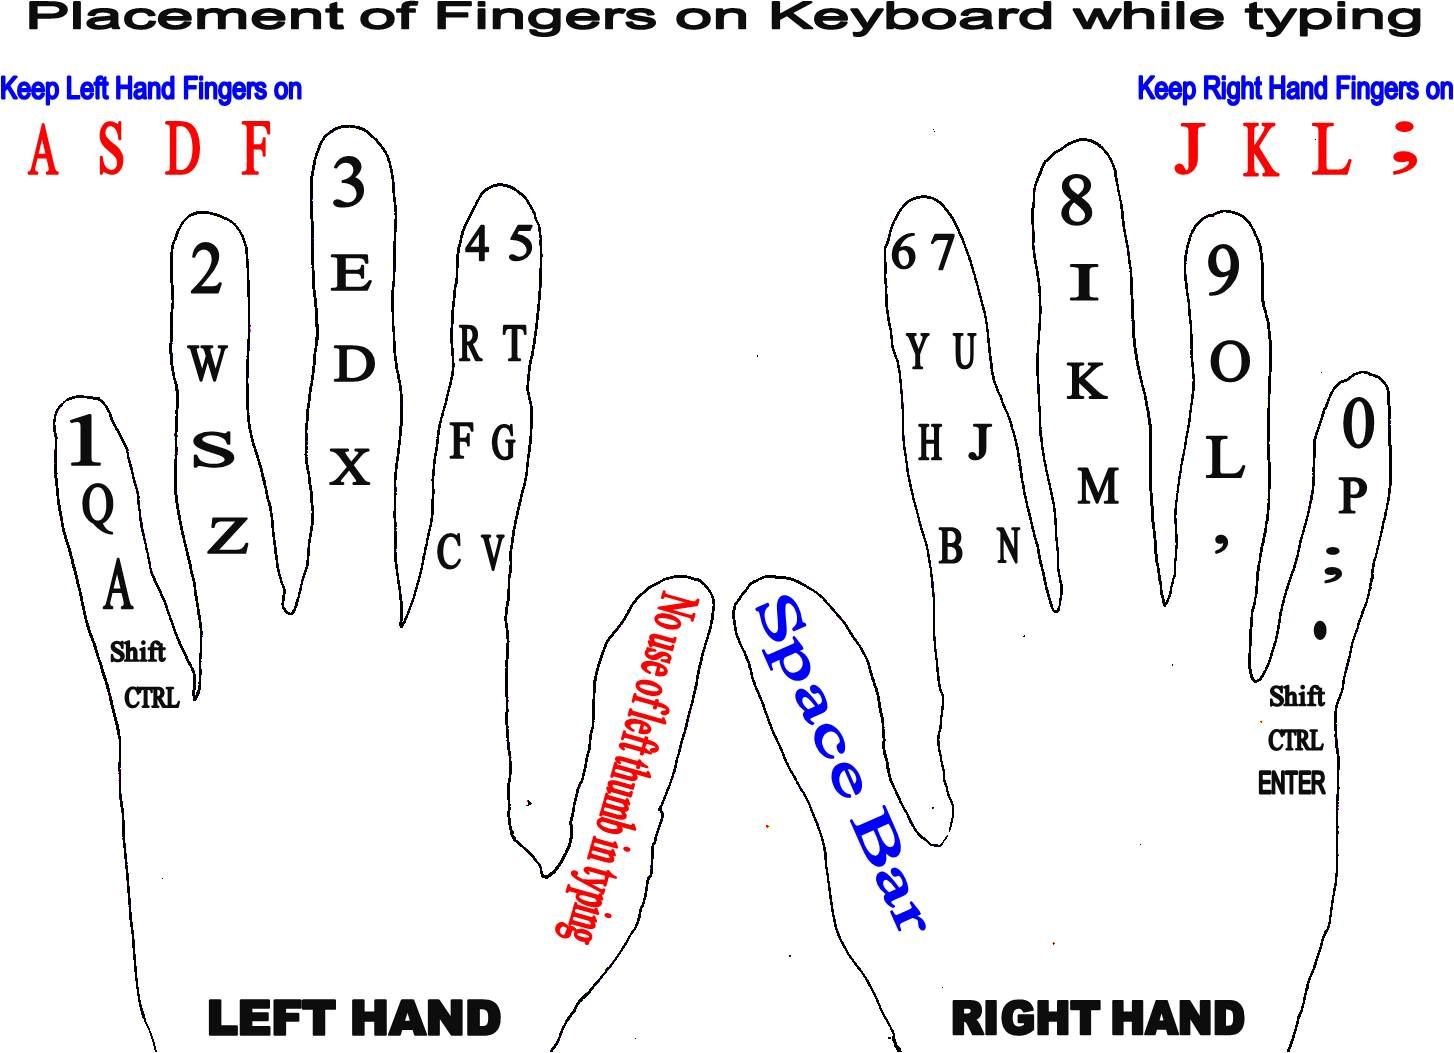 Placement of Fingers on Keyboard while typing
Keep Left Hand Fingers on
A S D F
Keep Right Hand Fingers on
J K L ;
1
Q
A
Shift
CTRL
2
W
S
Z
3
E
D
X
4 5
R T
F G
C V
No use of left thumb in typing
LEFT HAND
Space Bar
6 7
Y U
H J
B N
8
I
K
M
9
O
L
,
0
P
;
.
Shift
CTRL
ENTER
RIGHT HAND